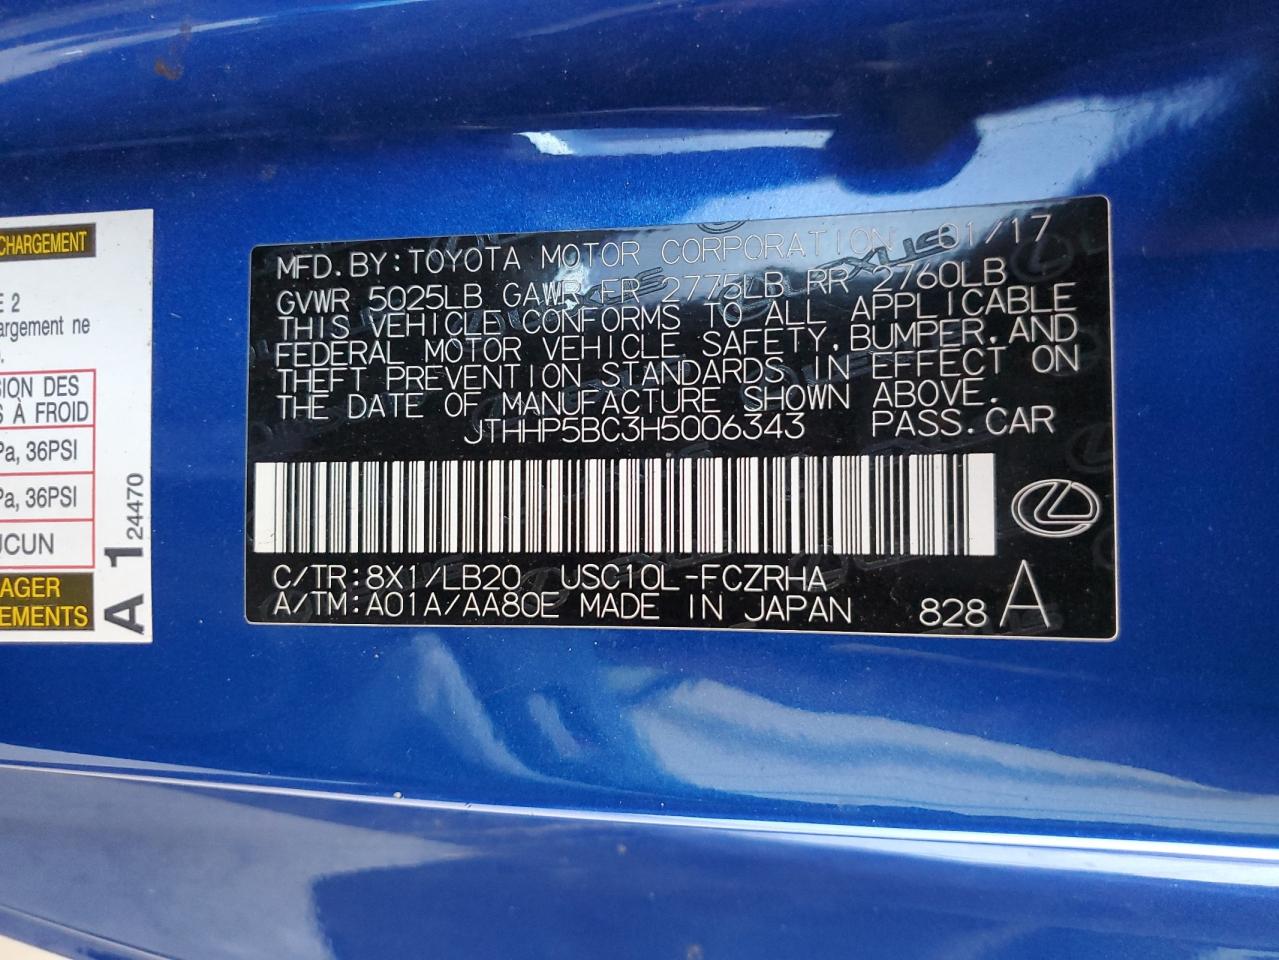 CHARGEMENT
E 2
argement ne
SION DES
S À FROID
Pa, 36PSI
Pa, 36PSI
UCUN
AGER
EMENTS
A 1 24470
MFD.BY:TOYOTA MOTOR CORPORATION 01/17
GVWR 5025LB GAWR FR 2775LB RR 2760LB
THIS VEHICLE CONFORMS TO ALL APPLICABLE
FEDERAL MOTOR VEHICLE SAFETY,BUMPER,AND
THEFT PREVENTION STANDARDS IN EFFECT ON
THE DATE OF MANUFACTURE SHOWN ABOVE.
JTHHP5BC3H5006343 PASS.CAR
C/TR:8X1/LB20 USC10L-FCZRHA
A/TM:A01A/AA80E MADE IN JAPAN 828 A